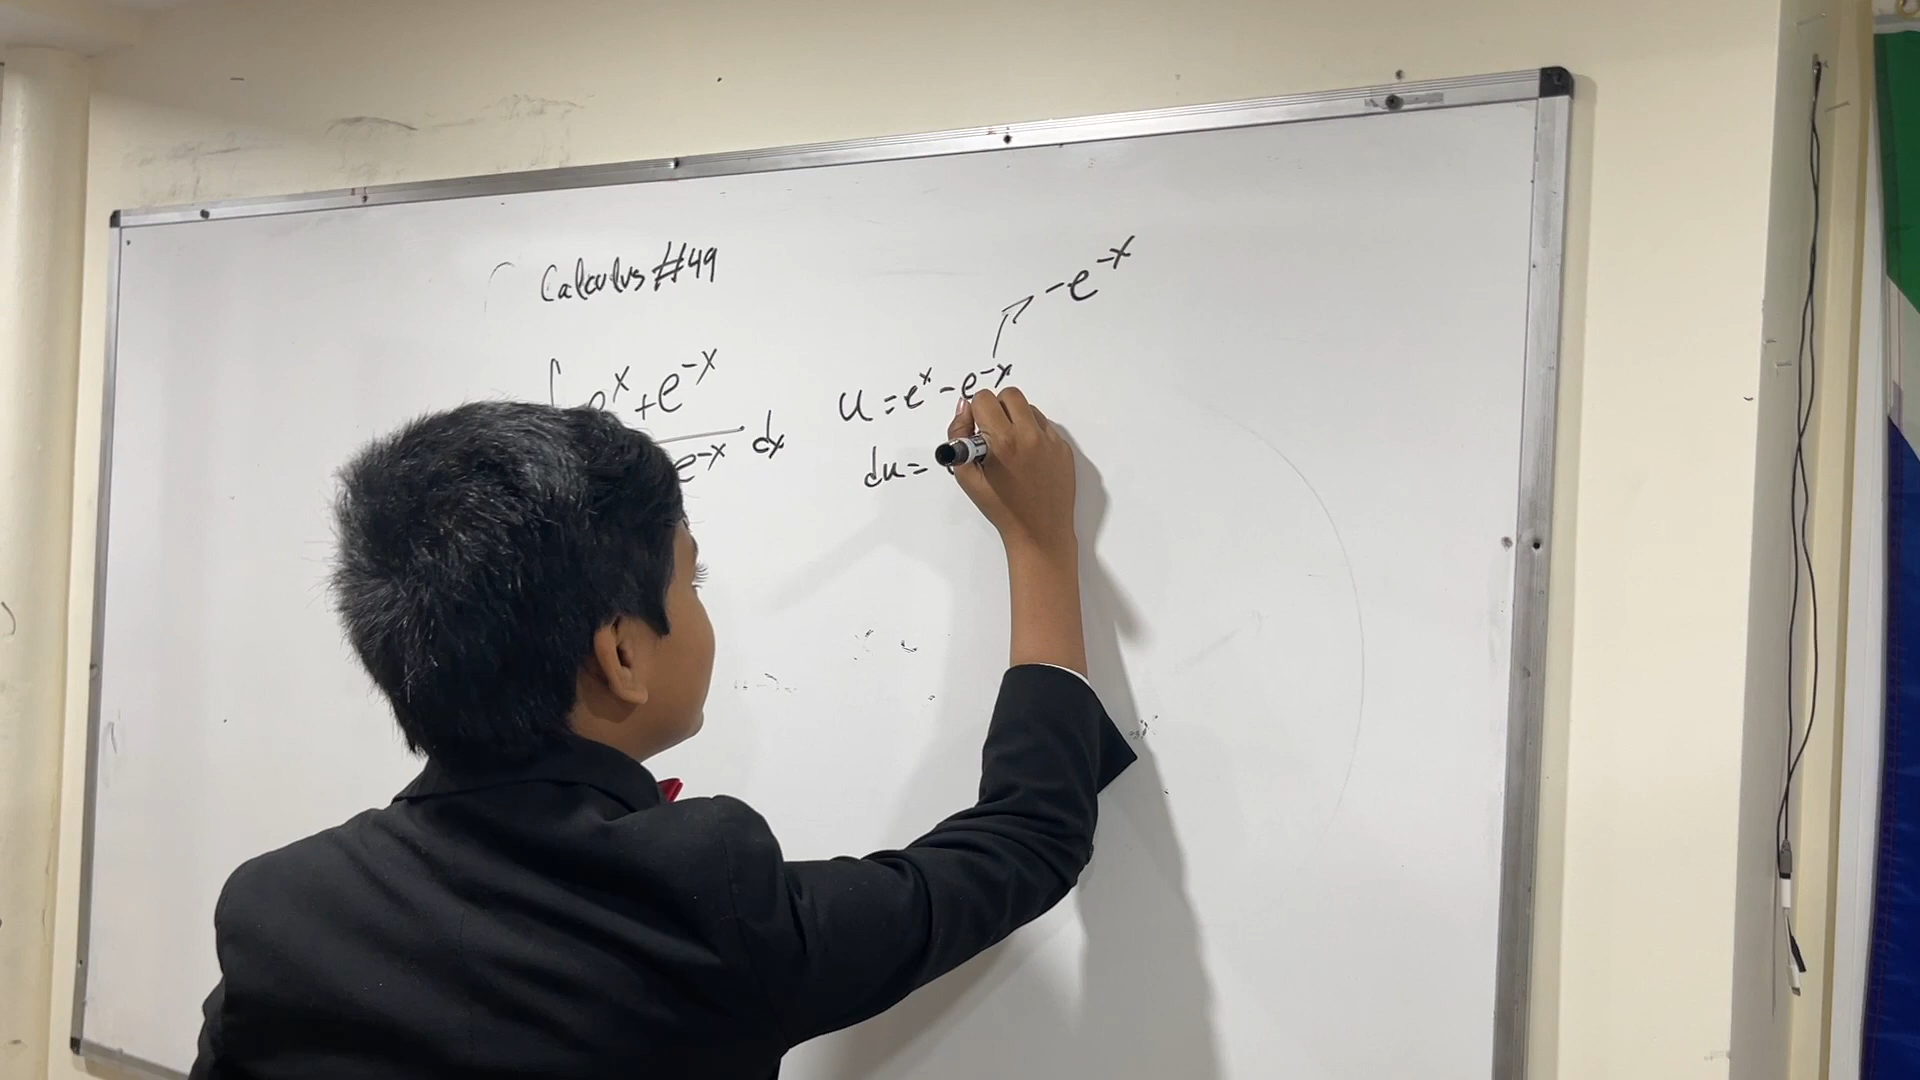 Calculus #49
-e^-x
∫ e^x + e^-x
u = e^x - e^-x
e^-x dx
du =